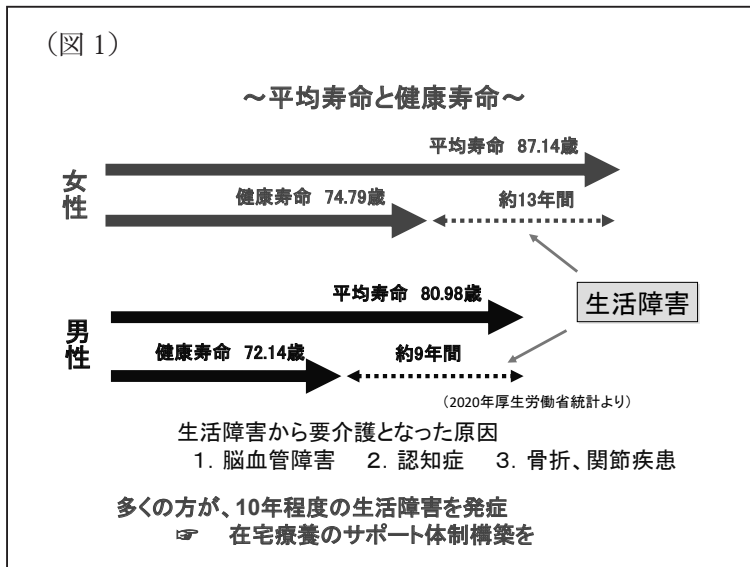 (図1)
～平均寿命と健康寿命～
女性
平均寿命 87.14歳
健康寿命 74.79歳
約13年間
生活障害
男性
平均寿命 80.98歳
健康寿命 72.14歳
約9年間
(2020年厚生労働省統計より)
生活障害から要介護となった原因
1．脳血管障害 2．認知症 3．骨折、関節疾患
多くの方が、10年程度の生活障害を発症
☞ 在宅療養のサポート体制構築を